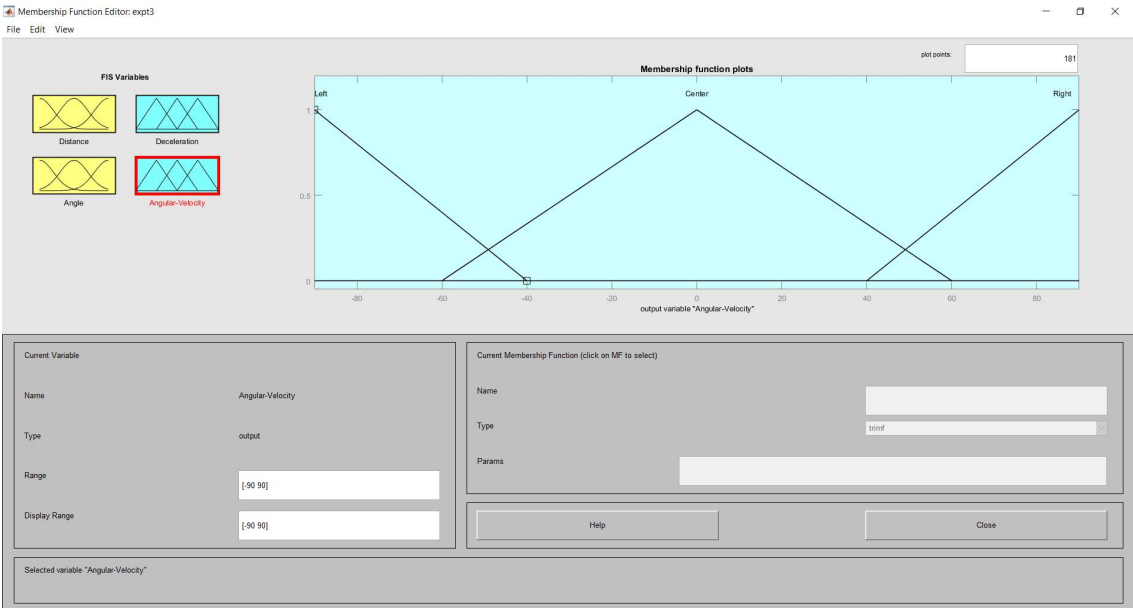 Membership Function Editor: expt3
File Edit View
FIS Variables
Distance
Deceleration
Angle
Angular-Velocity
plot points:
181
Membership function plots
Left
Center
Right
1
0.5
0
-80 -60 -40 -20 0 20 40 60 80
output variable "Angular-Velocity"
Current Variable
Name Angular-Velocity
Type output
Range [-90 90]
Display Range [-90 90]
Current Membership Function (click on MF to select)
Name
Type trimf
Params
Help
Close
Selected variable "Angular-Velocity"